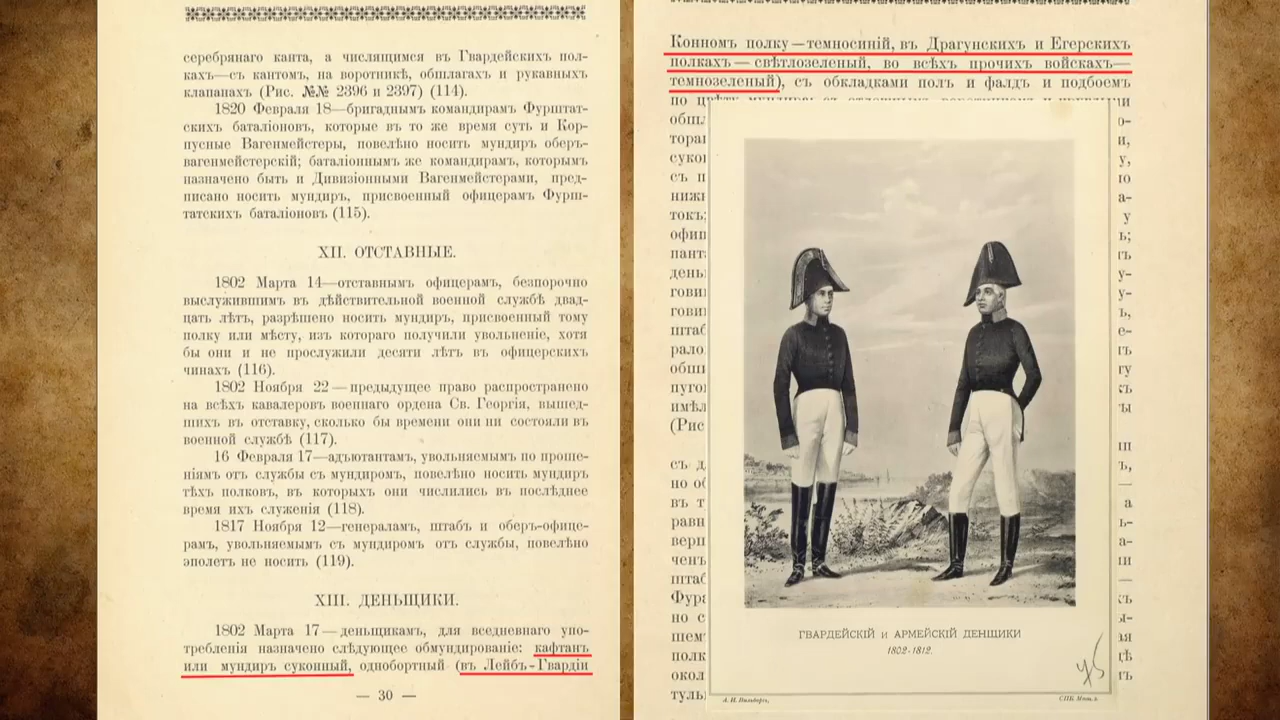 серебрянаго канта, а числящимся въ Гвардейскихъ пол-
кахъ—съ кантомъ, на воротникѣ, обшлагахъ и рукавныхъ
клапанахъ (Рис. №№ 2396 и 2397) (114).
1820 Февраля 18—бригаднымъ командирамъ Фурштат-
скихъ баталіоновъ, которые въ то же время суть и Кор-
пусные Вагенмейстеры, повелѣно носить мундиръ оберъ-
вагенмейстерскій; баталіоннымъ же командирамъ, которымъ
назначено быть и Дивизіонными Вагенмейстерами, пред-
писано носить мундиръ, присвоенный офицерамъ Фурш-
татскихъ баталіоновъ (115).
XII. ОТСТАВНЫЕ.
1802 Марта 14—отставнымъ офицерамъ, безпорочно
выслужившимъ въ дѣйствительной военной службѣ двад-
цать лѣтъ, разрѣшено носить мундиръ, присвоенный тому
полку или мѣсту, изъ котораго получили увольненіе, хотя
бы они и не прослужили десяти лѣтъ въ офицерскихъ
чинахъ (116).
1802 Ноября 22—предыдущее право распространено
на всѣхъ кавалеровъ военнаго ордена Св. Георгія, вышед-
шихъ въ отставку, сколько бы времени они ни состояли въ
военной службѣ (117).
16 Февраля 17—адъютантамъ, увольняемымъ по проше-
ніямъ отъ службы съ мундиромъ, повелѣно носить мундиръ
тѣхъ полковъ, въ которыхъ они числились въ послѣднее
время ихъ служенія (118).
1817 Ноября 12—генераламъ, штабъ и оберъ-офице-
рамъ, увольняемымъ съ мундиромъ отъ службы, повелѣно
эполетъ не носить (119).
XIII. ДЕНЬЩИКИ.
1802 Марта 17—деньщикамъ, для вседневнаго упо-
требленія назначено слѣдующее обмундированіе: кафтанъ
или мундиръ суконный, однобортный (въ Лейбъ-Гвардіи
— 30 —
Конномъ полку—темносиній, въ Драгунскихъ и Егерскихъ
полкахъ—свѣтлозеленый, во всѣхъ прочихъ войскахъ—
темнозеленый), съ обкладками полъ и фалдъ и подбоемъ
ГВАРДЕЙСКІЙ и АРМЕЙСКІЙ ДЕНЩИКИ
1802-1812.
45